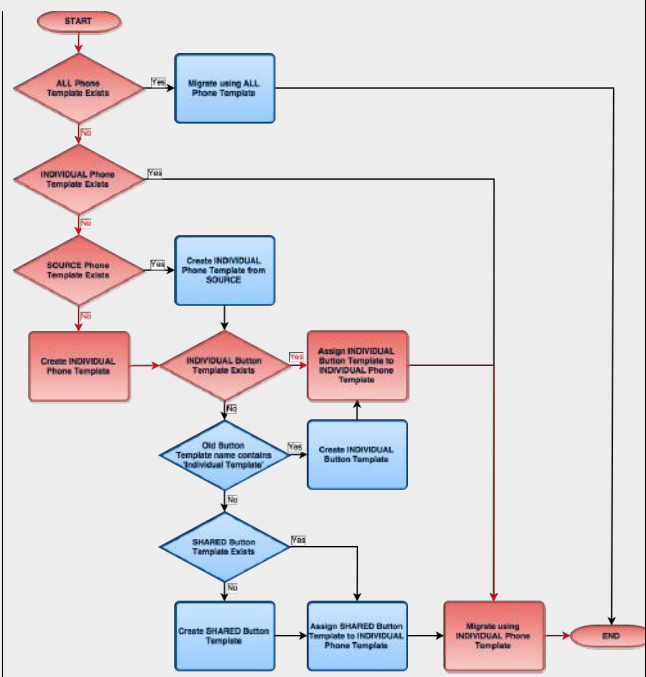 START
ALL Phone
Template Exists
Yes
Migrate using ALL
Phone Template
No
INDIVIDUAL Phone
Template Exists
Yes
No
SOURCE Phone
Template Exists
Yes
Create INDIVIDUAL
Phone Template from
SOURCE
No
Create INDIVIDUAL
Phone Template
INDIVIDUAL Button
Template Exists
Yes
Assign INDIVIDUAL
Button Template to
INDIVIDUAL Phone
Template
No
Old Button
Template name contains
'Individual Template'
Yes
Create INDIVIDUAL
Button Template
No
SHARED Button
Template Exists
Yes
No
Create SHARED Button
Template
Assign SHARED Button
Template to INDIVIDUAL
Phone Template
Migrate using
INDIVIDUAL Phone
Template
END